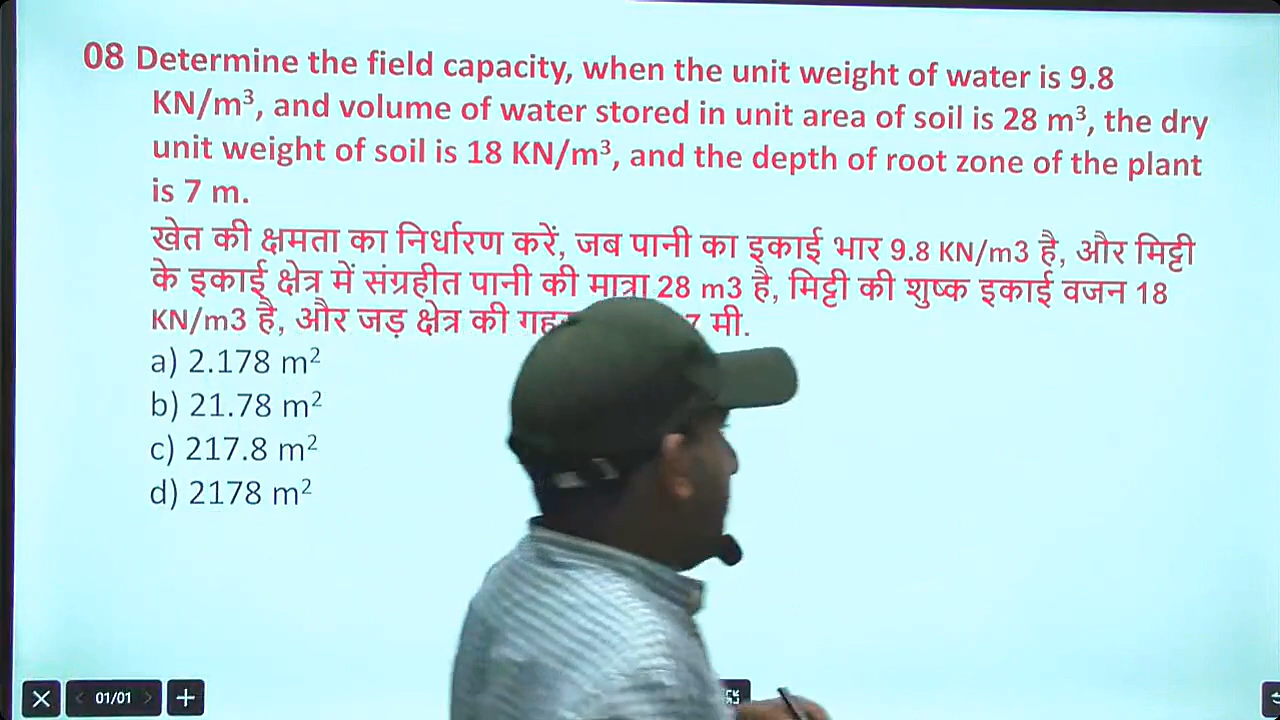 08 Determine the field capacity, when the unit weight of water is 9.8
KN/m³, and volume of water stored in unit area of soil is 28 m³, the dry
unit weight of soil is 18 KN/m³, and the depth of root zone of the plant
is 7 m.
खेत की क्षमता का निर्धारण करें, जब पानी का इकाई भार 9.8 KN/m3 है, और मिट्टी
के इकाई क्षेत्र में संग्रहीत पानी की मात्रा 28 m3 है, मिट्टी की शुष्क इकाई वजन 18
KN/m3 है, और जड़ क्षेत्र की 7 मी.
a) 2.178 m²
b) 21.78 m²
c) 217.8 m²
d) 2178 m²
01/01